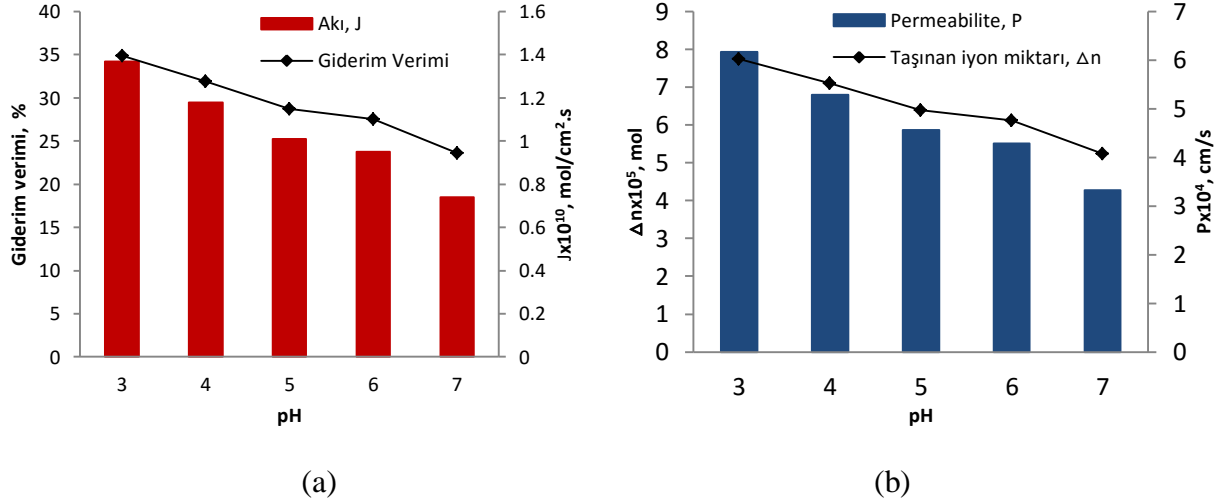 Akı, J
Giderim Verimi
40
35
30
25
20
15
10
5
0
Giderim verimi, %
1.6
1.4
1.2
1
0.8
0.6
0.4
0.2
0
Jx10¹⁰, mol/cm².s
3 4 5 6 7
pH
(a)
Permeabilite, P
Taşınan iyon miktarı, Δn
9
8
7
6
5
4
3
2
1
0
Δnx10⁵, mol
7
6
5
4
3
2
1
0
Px10⁴, cm/s
3 4 5 6 7
pH
(b)